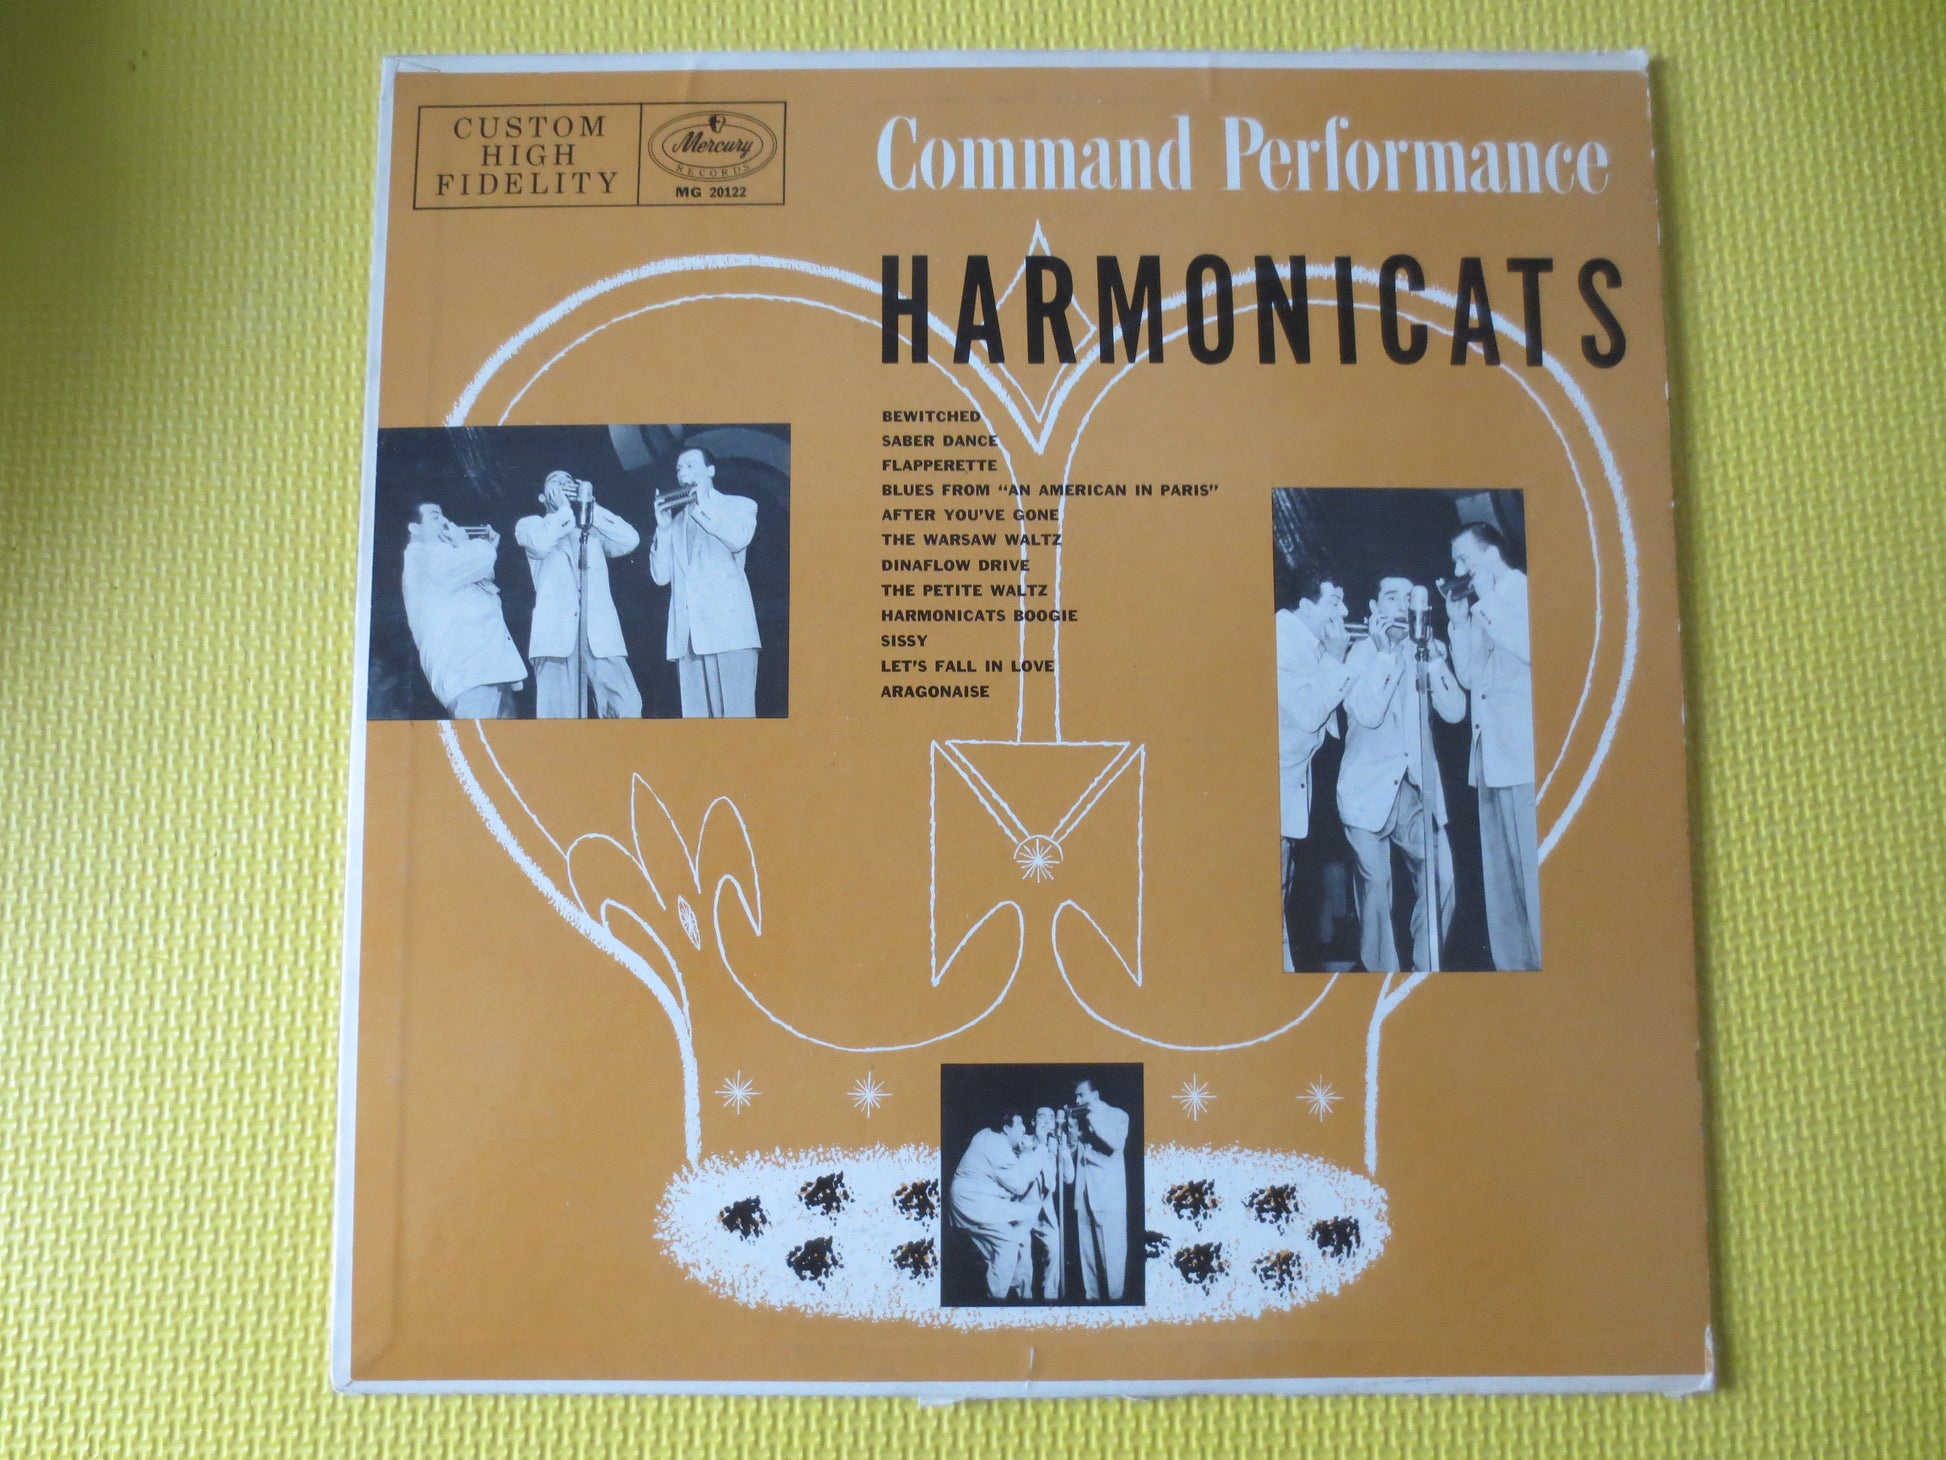 CUSTOM
HIGH
FIDELITY
Mercury
RECORDS
MG 20122
Command Performance
HARMONICATS
BEWITCHED
SABER DANCE
FLAPPERETTE
BLUES FROM "AN AMERICAN IN PARIS"
AFTER YOU'VE GONE
THE WARSAW WALTZ
DINAFLOW DRIVE
THE PETITE WALTZ
HARMONICATS BOOGIE
SISSY
LET'S FALL IN LOVE
ARAGONAISE